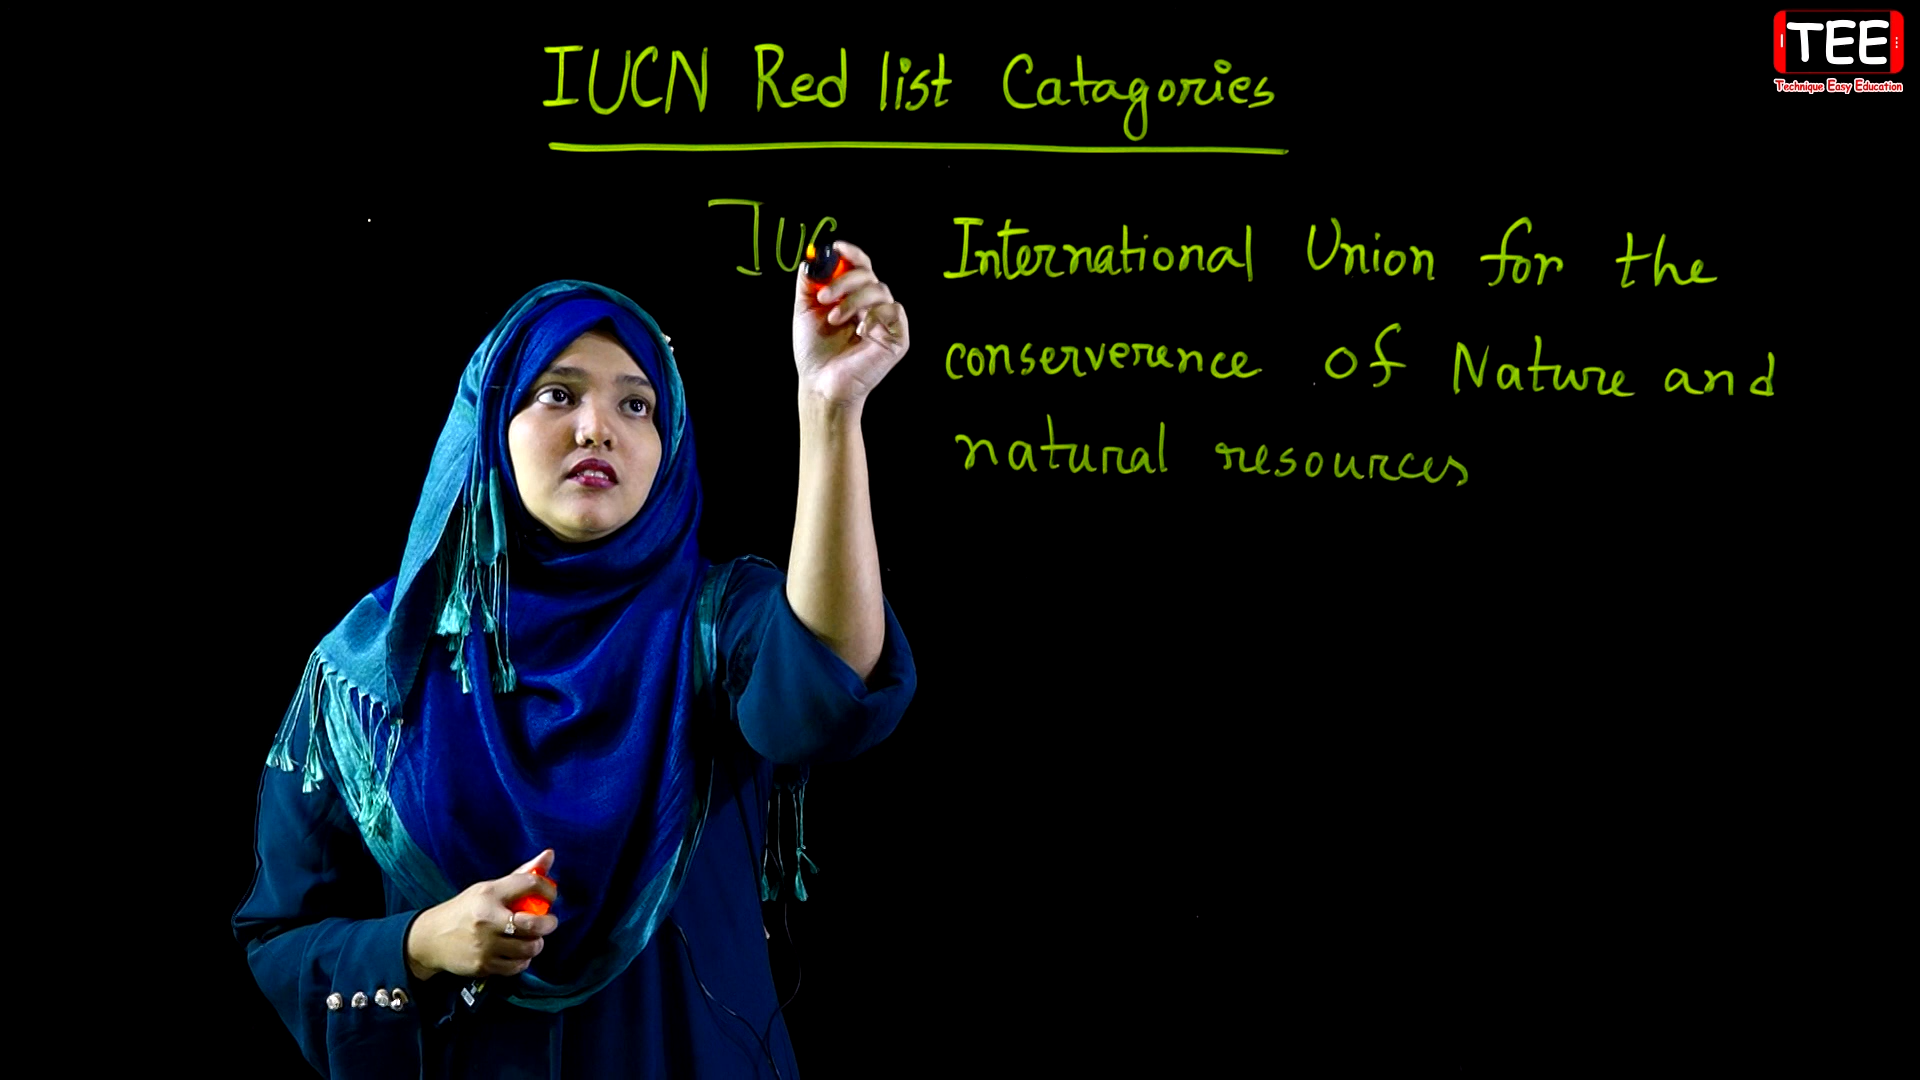 TEE
Technique Easy Education
IUCN Red list Catagories
IUC
International Union for the
conserverence of Nature and
natural resources